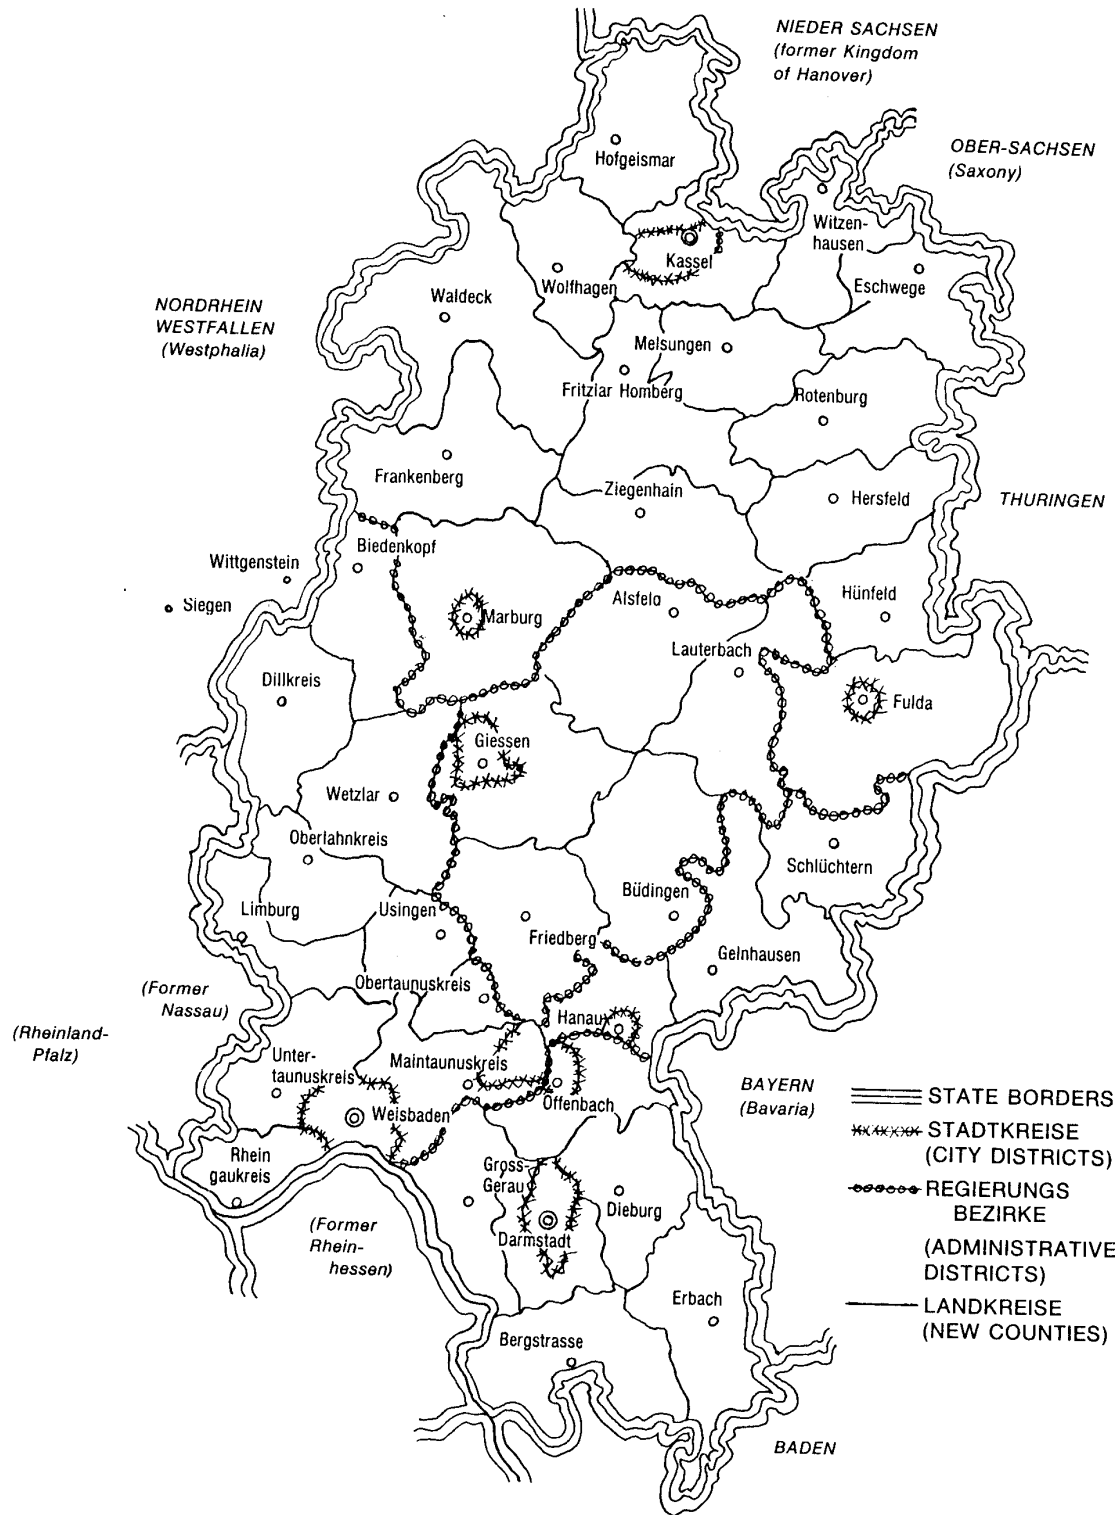 NIEDER SACHSEN
(former Kingdom
of Hanover)
OBER-SACHSEN
(Saxony)
Hofgeismar
Witzen-
hausen
Kassel
Wolfhagen
Eschwege
Waldeck
NORDRHEIN
WESTFALLEN
(Westphalia)
Melsungen
Fritzlar Homberg
Rotenburg
Frankenberg
Ziegenhain
Hersfeld
THURINGEN
Biedenkopf
Wittgenstein
Siegen
Marburg
Alsfeld
Hünfeld
Lauterbach
Dillkreis
Fulda
Giessen
Wetzlar
Oberlahnkreis
Schlüchtern
Büdingen
Limburg
Usingen
Friedberg
Gelnhausen
(Former
Nassau)
Obertaunuskreis
Hanau
(Rheinland-
Pfalz)
Unter-
taunuskreis
Maintaunuskreis
Offenbach
Weisbaden
BAYERN
(Bavaria)
Rhein
gaukreis
Gross-
Gerau
Dieburg
(Former
Rhein-
hessen)
Darmstadt
Erbach
Bergstrasse
BADEN
STATE BORDERS
STADTKREISE
(CITY DISTRICTS)
REGIERUNGS
BEZIRKE
(ADMINISTRATIVE
DISTRICTS)
LANDKREISE
(NEW COUNTIES)